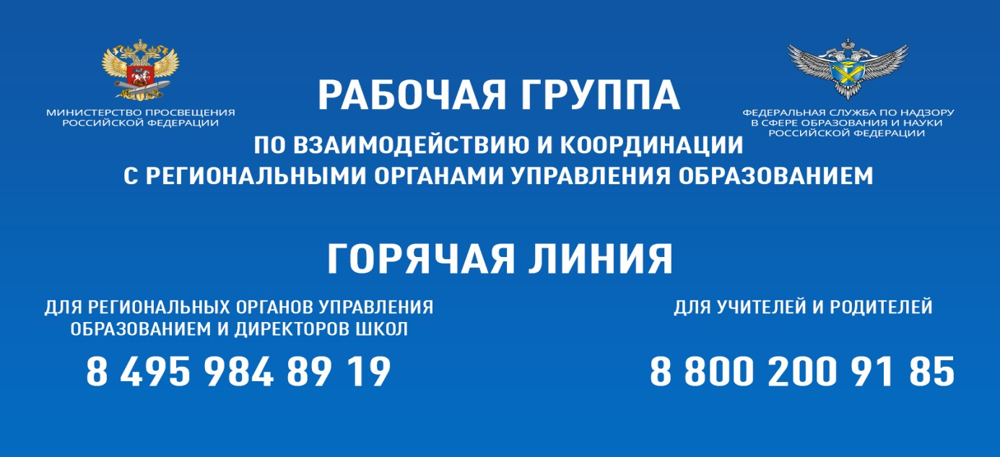 МИНИСТЕРСТВО ПРОСВЕЩЕНИЯ
РОССИЙСКОЙ ФЕДЕРАЦИИ
ФЕДЕРАЛЬНАЯ СЛУЖБА ПО НАДЗОРУ
В СФЕРЕ ОБРАЗОВАНИЯ И НАУКИ
РОССИЙСКОЙ ФЕДЕРАЦИИ
РАБОЧАЯ ГРУППА
ПО ВЗАИМОДЕЙСТВИЮ И КООРДИНАЦИИ
С РЕГИОНАЛЬНЫМИ ОРГАНАМИ УПРАВЛЕНИЯ ОБРАЗОВАНИЕМ
ГОРЯЧАЯ ЛИНИЯ
ДЛЯ РЕГИОНАЛЬНЫХ ОРГАНОВ УПРАВЛЕНИЯ
ОБРАЗОВАНИЕМ И ДИРЕКТОРОВ ШКОЛ
8 495 984 89 19
ДЛЯ УЧИТЕЛЕЙ И РОДИТЕЛЕЙ
8 800 200 91 85